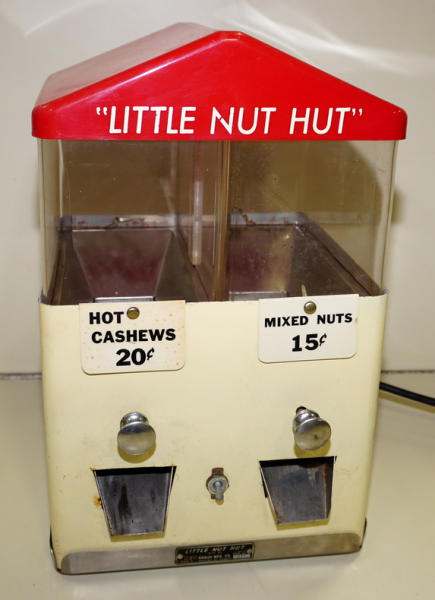 "LITTLE NUT HUT"
HOT
CASHEWS
20¢
MIXED NUTS
15¢
LITTLE NUT HUT